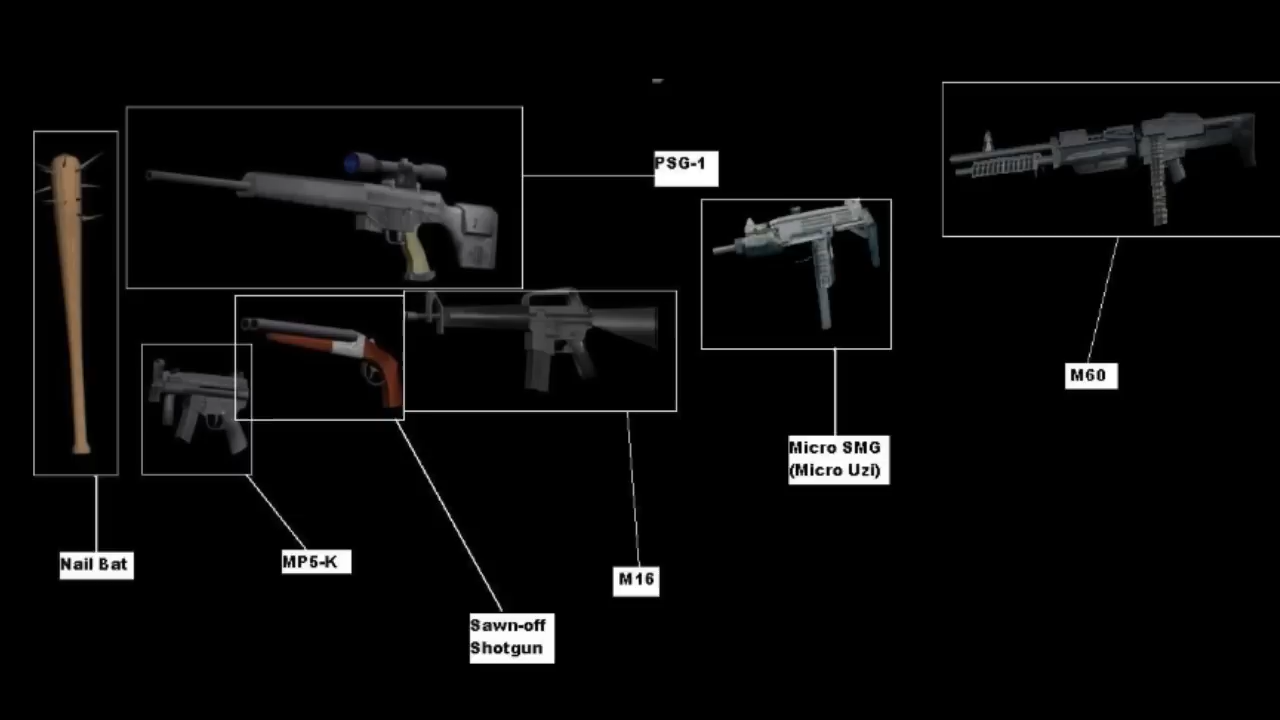 PSG-1
M60
Micro SMG
(Micro Uzi)
Nail Bat
MP5-K
M16
Sawn-off
Shotgun